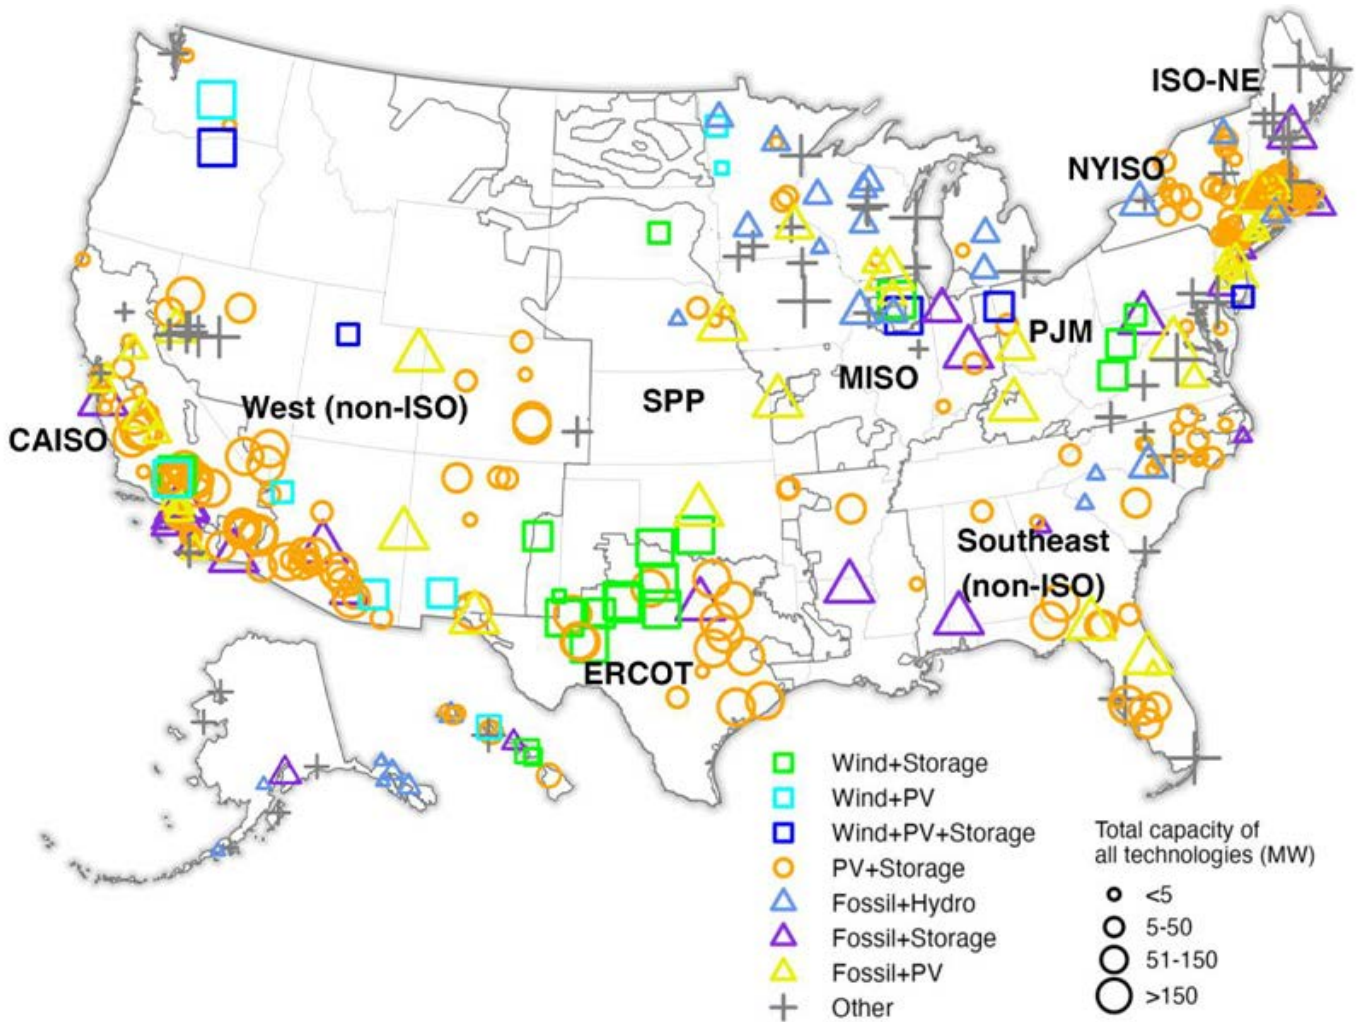 ISO-NE
NYISO
PJM
MISO
SPP
West (non-ISO)
CAISO
Southeast
(non-ISO)
ERCOT
Wind+Storage
Wind+PV
Wind+PV+Storage
PV+Storage
Fossil+Hydro
Fossil+Storage
Fossil+PV
Other
Total capacity of
all technologies (MW)
<5
5-50
51-150
>150